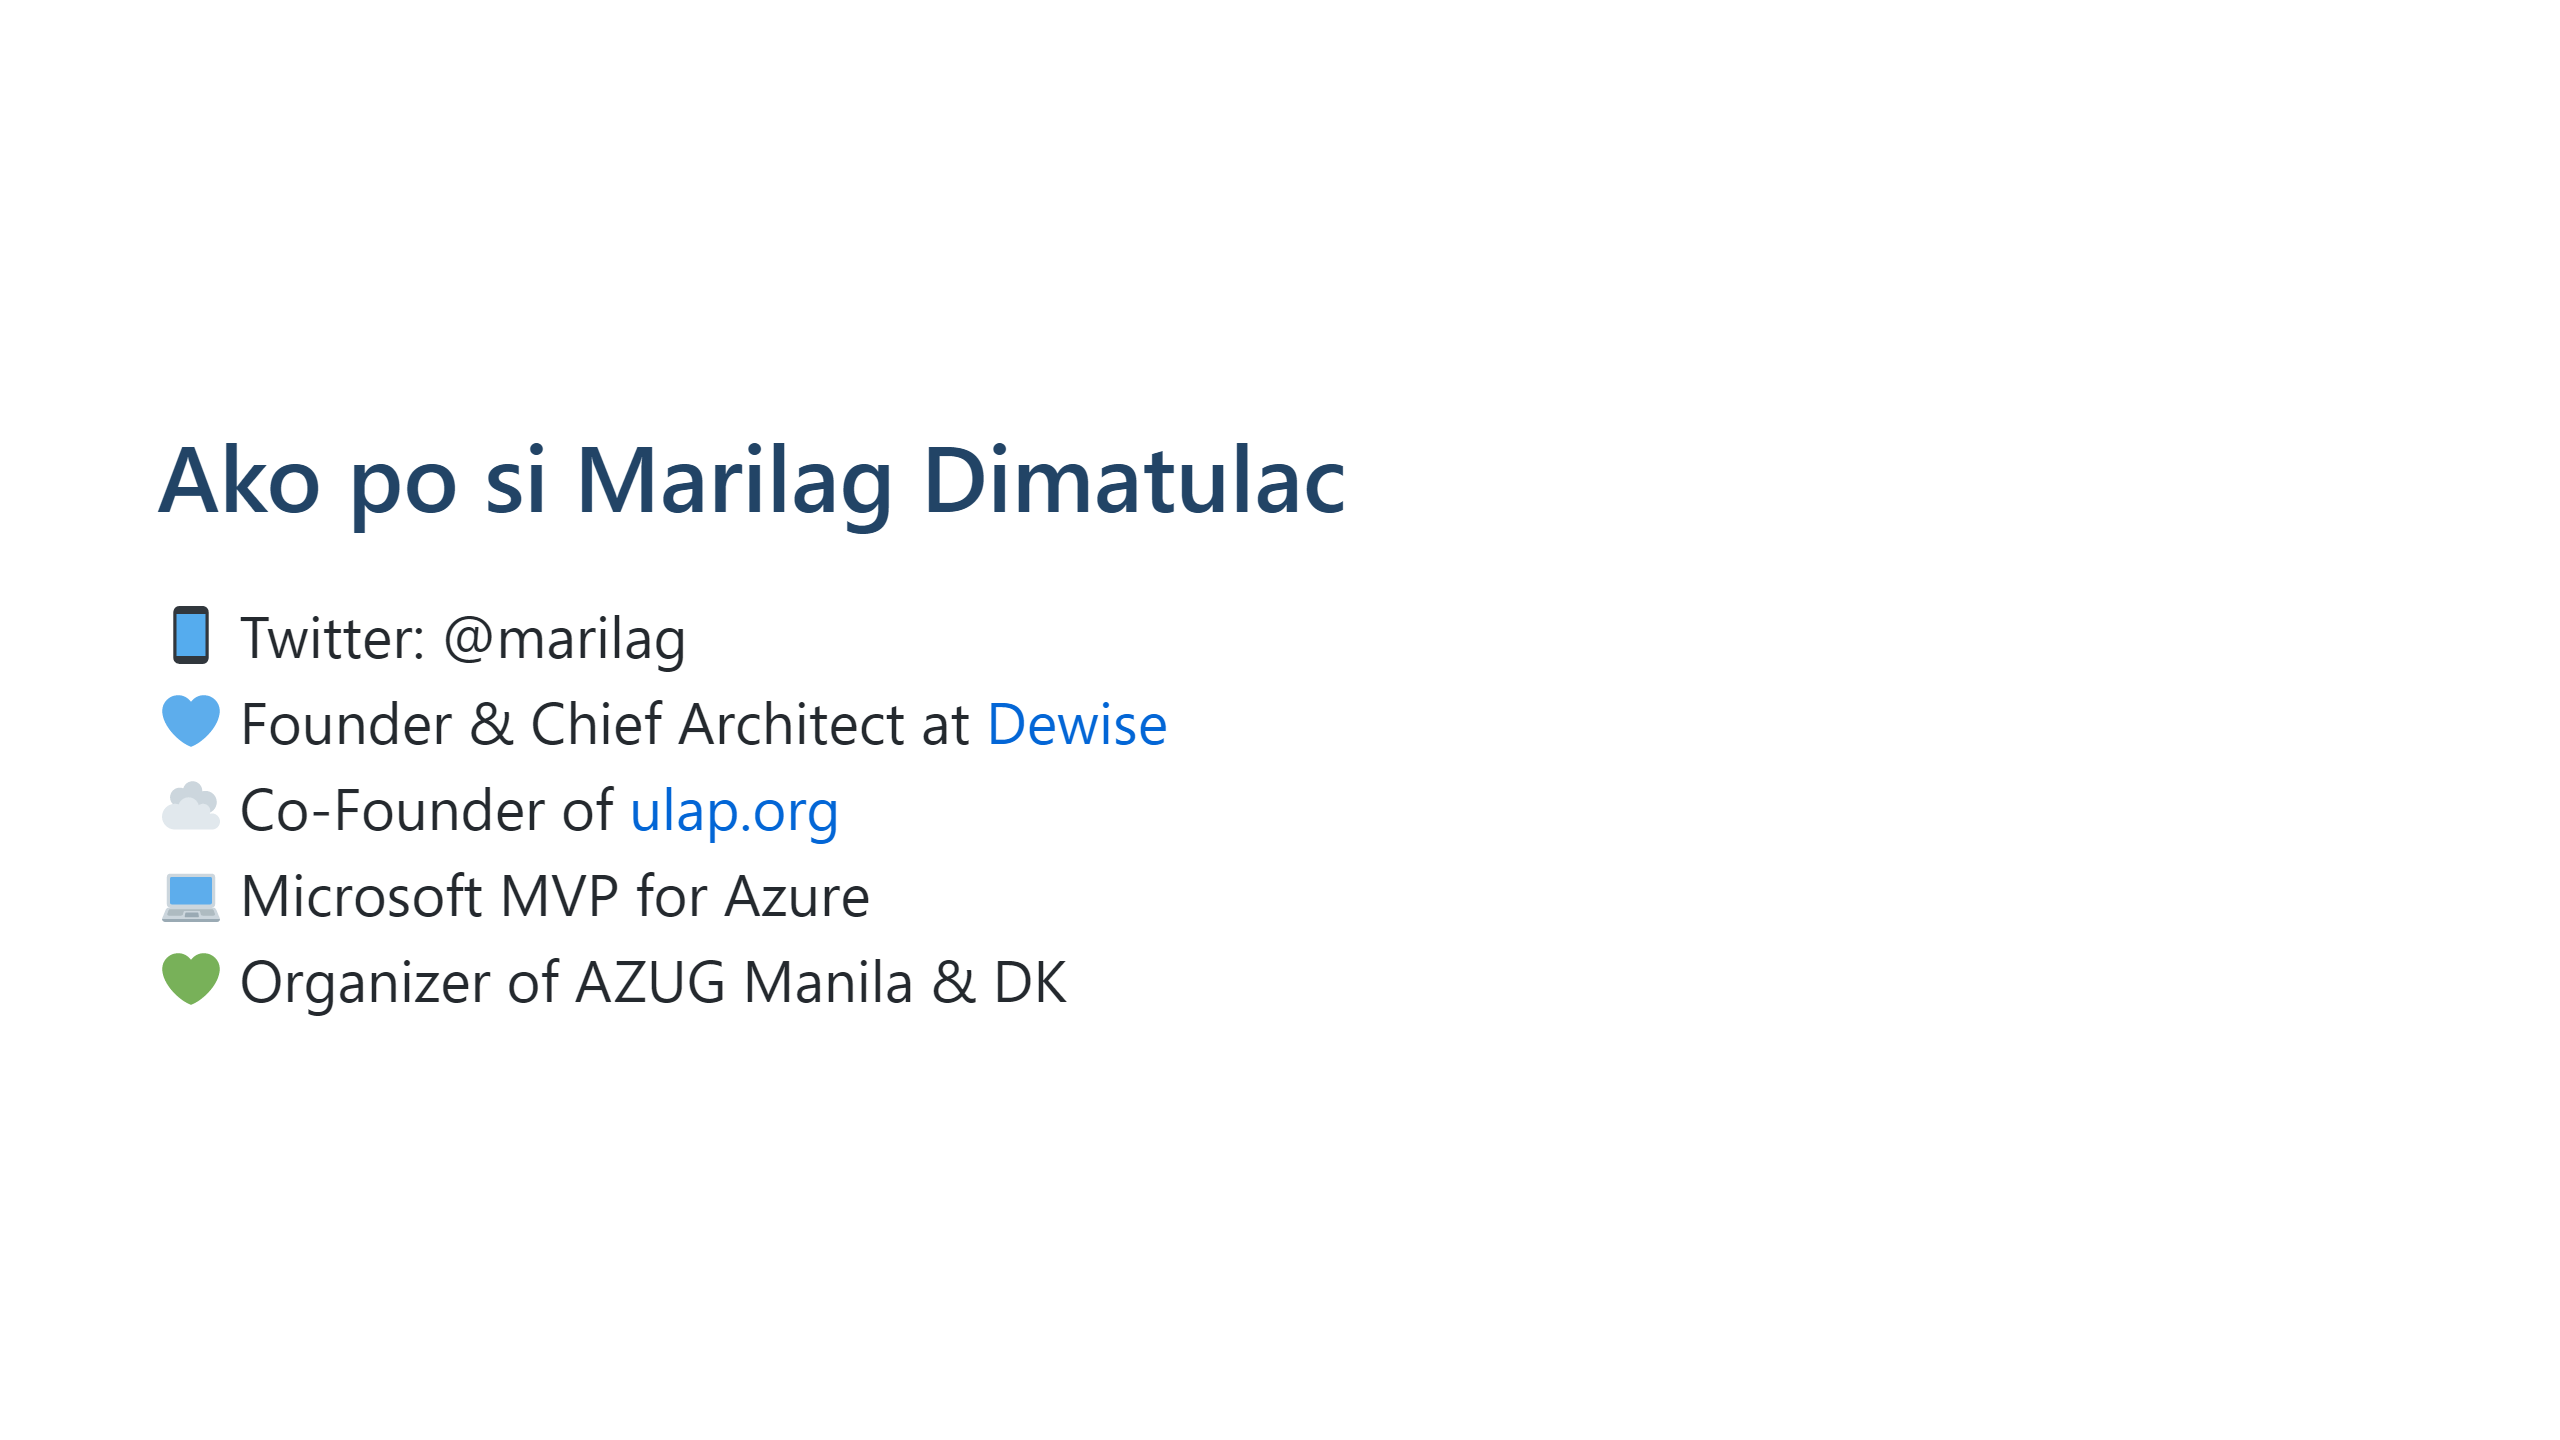 Ako po si Marilag Dimatulac
📱 Twitter: @marilag
💙 Founder & Chief Architect at Dewise
☁️ Co-Founder of ulap.org
💻 Microsoft MVP for Azure
💚 Organizer of AZUG Manila & DK